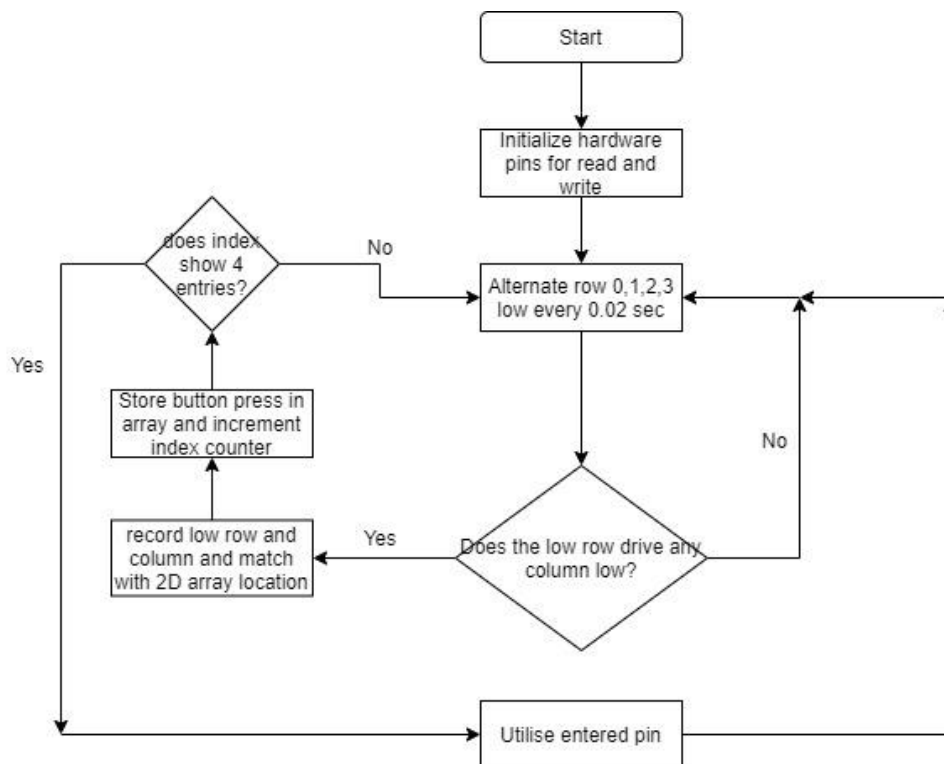 Start
Initialize hardware
pins for read and
write
does index
show 4
entries?
No
Alternate row 0,1,2,3
low every 0.02 sec
Yes
Store button press in
array and increment
index counter
No
record low row and
column and match
with 2D array location
Yes
Does the low row drive any
column low?
Utilise entered pin